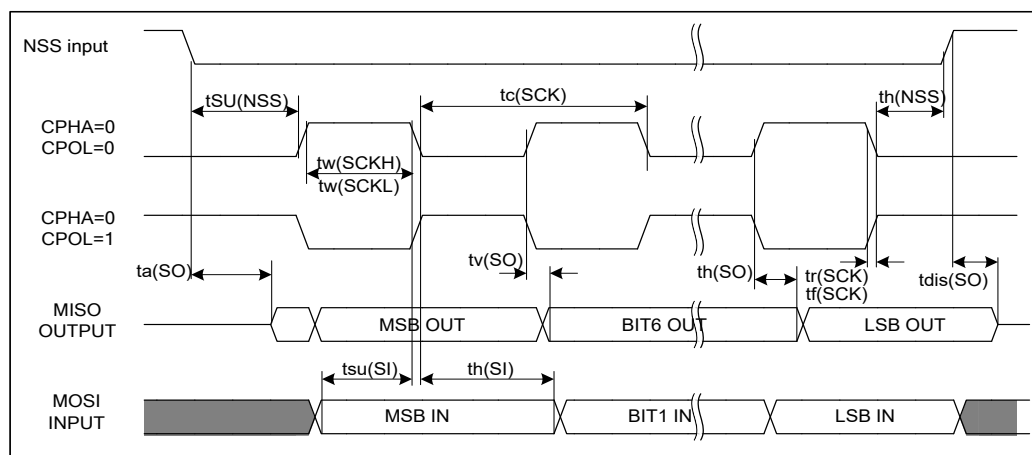 NSS input
tSU(NSS)
tc(SCK)
th(NSS)
CPHA=0
CPOL=0
tw(SCKH)
tw(SCKL)
CPHA=0
CPOL=1
ta(SO)
tv(SO)
th(SO)
tr(SCK)
tf(SCK)
tdis(SO)
MISO
OUTPUT
MSB OUT
BIT6 OUT
LSB OUT
tsu(SI)
th(SI)
MOSI
INPUT
MSB IN
BIT1 IN
LSB IN